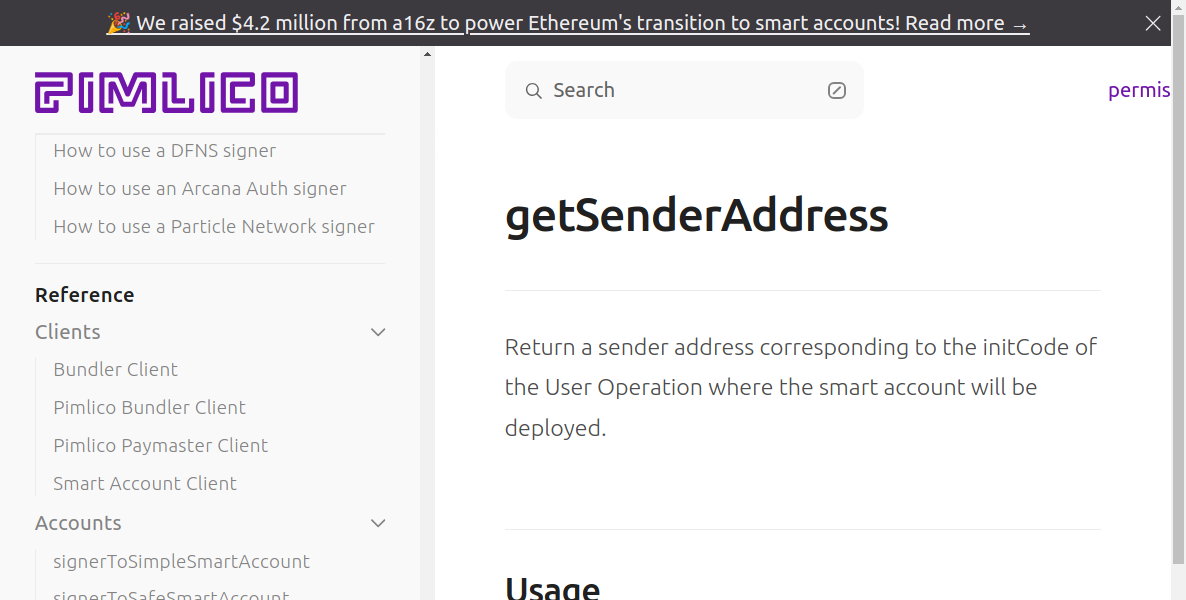 🎉 We raised $4.2 million from a16z to power Ethereum's transition to smart accounts! Read more →
PIMLICO
Search
permis
How to use a DFNS signer
How to use an Arcana Auth signer
How to use a Particle Network signer
Reference
Clients
Bundler Client
Pimlico Bundler Client
Pimlico Paymaster Client
Smart Account Client
Accounts
signerToSimpleSmartAccount
signerToSafeSmartAccount
getSenderAddress
Return a sender address corresponding to the initCode of
the User Operation where the smart account will be
deployed.
Usage